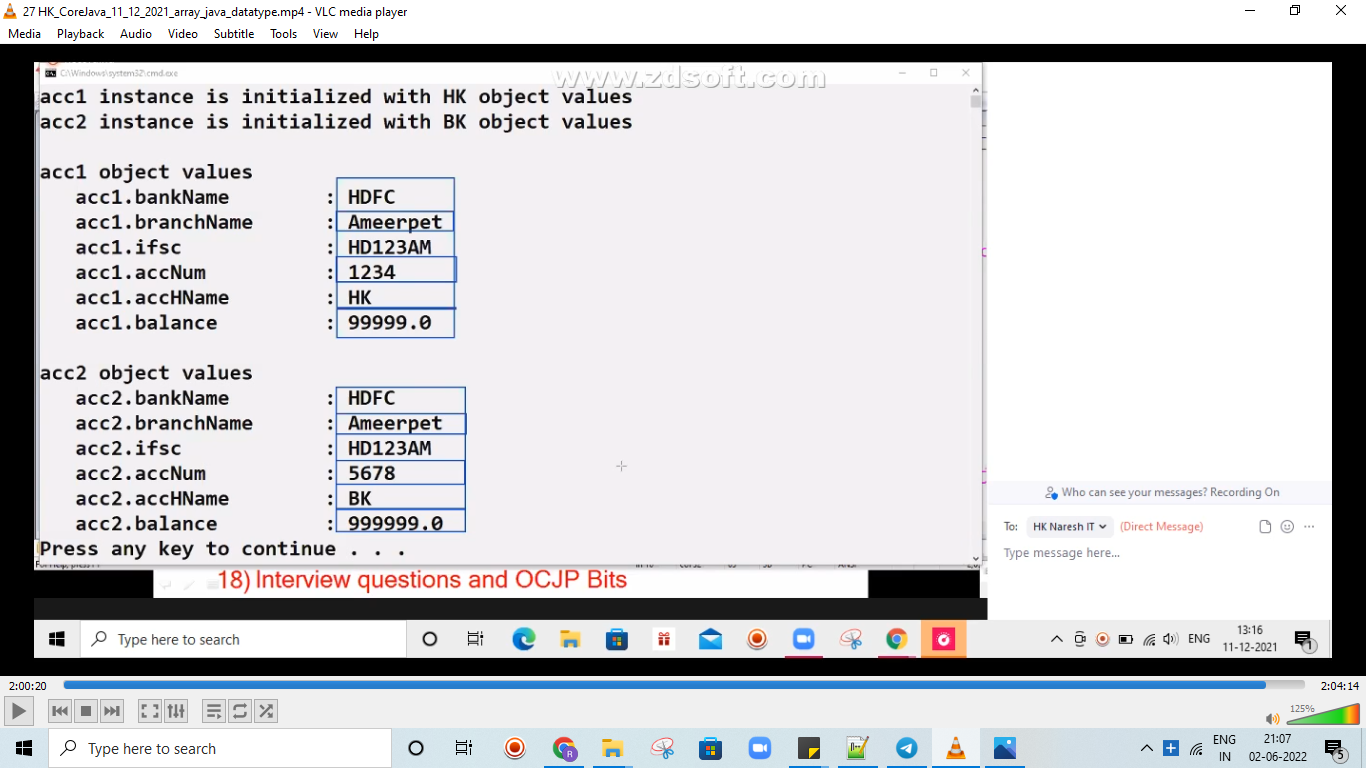 27 HK_CoreJava_11_12_2021_array_java_datatype.mp4 - VLC media player
Media Playback Audio Video Subtitle Tools View Help
C:\Windows\system32\cmd.exe
www.zdsoft.com
acc1 instance is initialized with HK object values
acc2 instance is initialized with BK object values
acc1 object values
acc1.bankName : HDFC
acc1.branchName : Ameerpet
acc1.ifsc : HD123AM
acc1.accNum : 1234
acc1.accHName : HK
acc1.balance : 99999.0
acc2 object values
acc2.bankName : HDFC
acc2.branchName : Ameerpet
acc2.ifsc : HD123AM
acc2.accNum : 5678
acc2.accHName : BK
acc2.balance : 999999.0
Press any key to continue . . .
18) Interview questions and OCJP Bits
Who can see your messages? Recording On
To: HK Naresh IT (Direct Message)
Type message here...
Type here to search
ENG
13:16
11-12-2021
1
2:00:20
2:04:14
125%
Type here to search
R
ENG
IN
21:07
02-06-2022
5